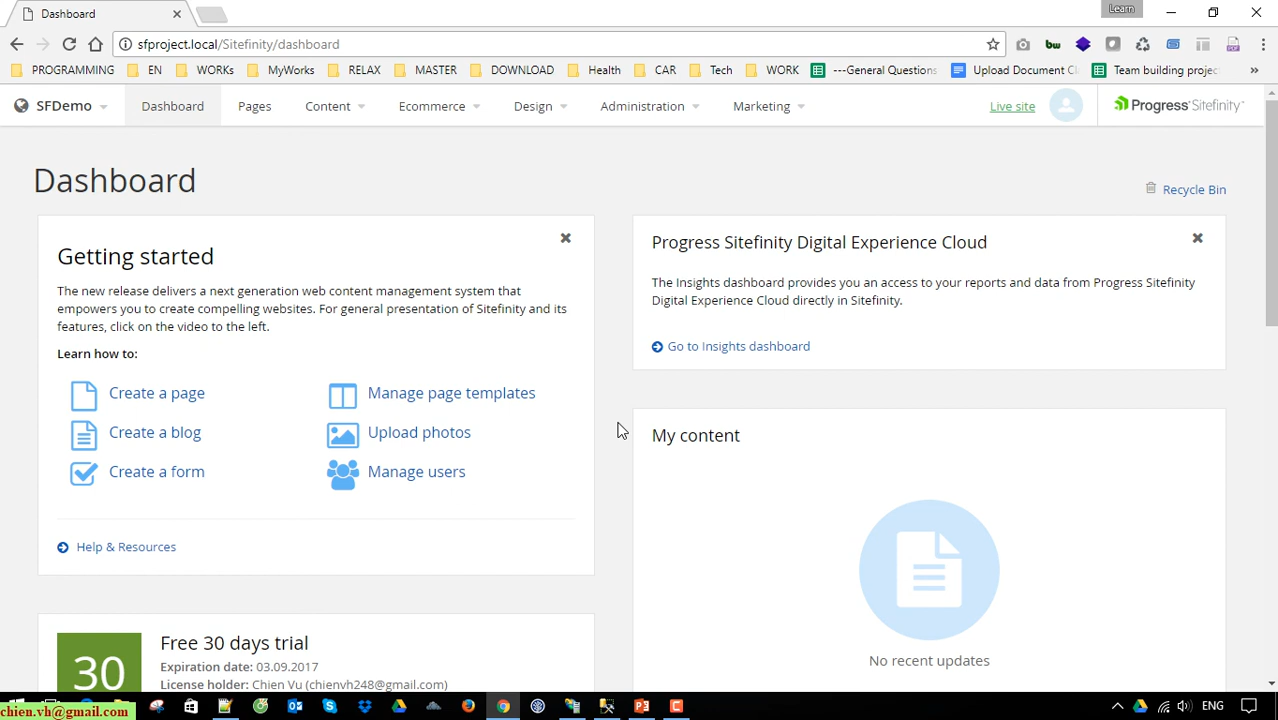 Dashboard
Learn
sfproject.local/Sitefinity/dashboard
bw
PROGRAMMING EN WORKs MyWorks RELAX MASTER DOWNLOAD Health CAR Tech WORK ---General Questions Upload Document Cl Team building projec »
SFDemo Dashboard Pages Content Ecommerce Design Administration Marketing Live site Progress Sitefinity
Dashboard
Recycle Bin
Getting started
The new release delivers a next generation web content management system that
empowers you to create compelling websites. For general presentation of Sitefinity and its
features, click on the video to the left.
Learn how to:
Create a page
Manage page templates
Create a blog
Upload photos
Create a form
Manage users
Help & Resources
Progress Sitefinity Digital Experience Cloud
The Insights dashboard provides you an access to your reports and data from Progress Sitefinity
Digital Experience Cloud directly in Sitefinity.
Go to Insights dashboard
My content
No recent updates
30
Free 30 days trial
Expiration date: 03.09.2017
License holder: Chien Vu (chienvh248@gmail.com)
chien.vh@gmail.com
ENG